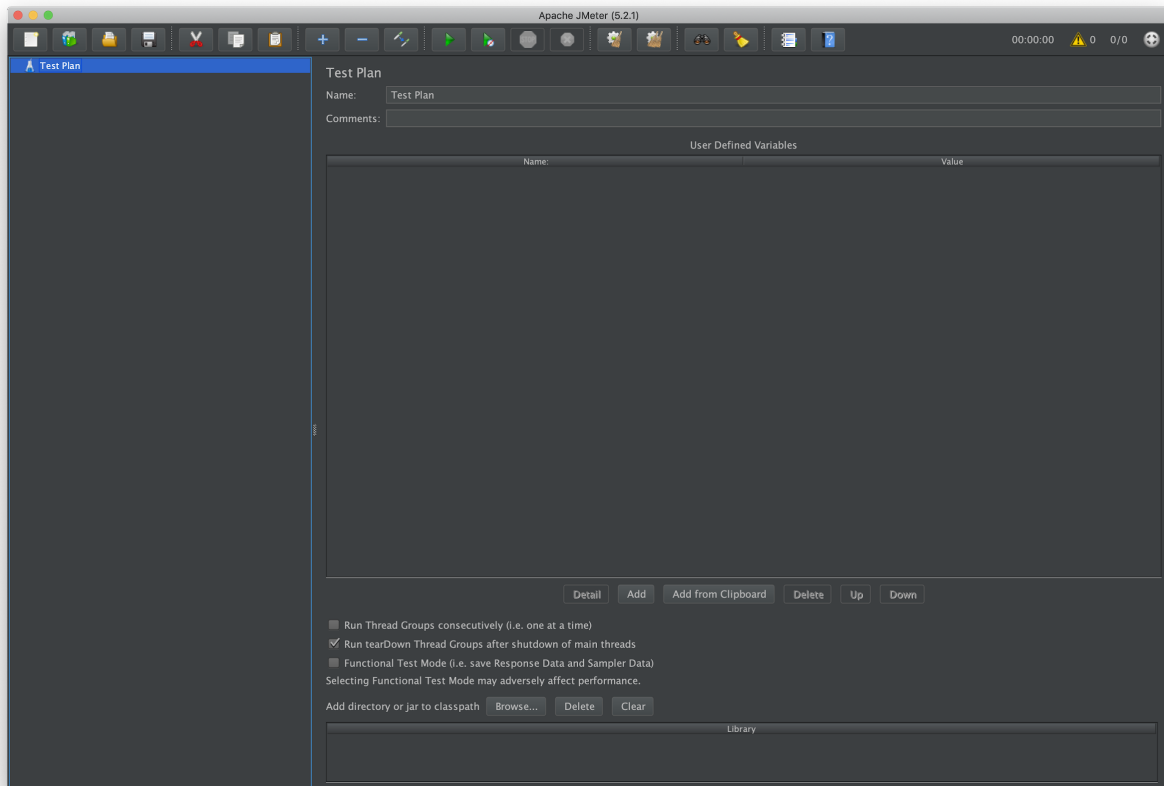 Apache JMeter (5.2.1)
00:00:00 0 0/0
Test Plan
Test Plan
Name: Test Plan
Comments:
User Defined Variables
Name: Value
Detail Add Add from Clipboard Delete Up Down
Run Thread Groups consecutively (i.e. one at a time)
Run tearDown Thread Groups after shutdown of main threads
Functional Test Mode (i.e. save Response Data and Sampler Data)
Selecting Functional Test Mode may adversely affect performance.
Add directory or jar to classpath Browse... Delete Clear
Library